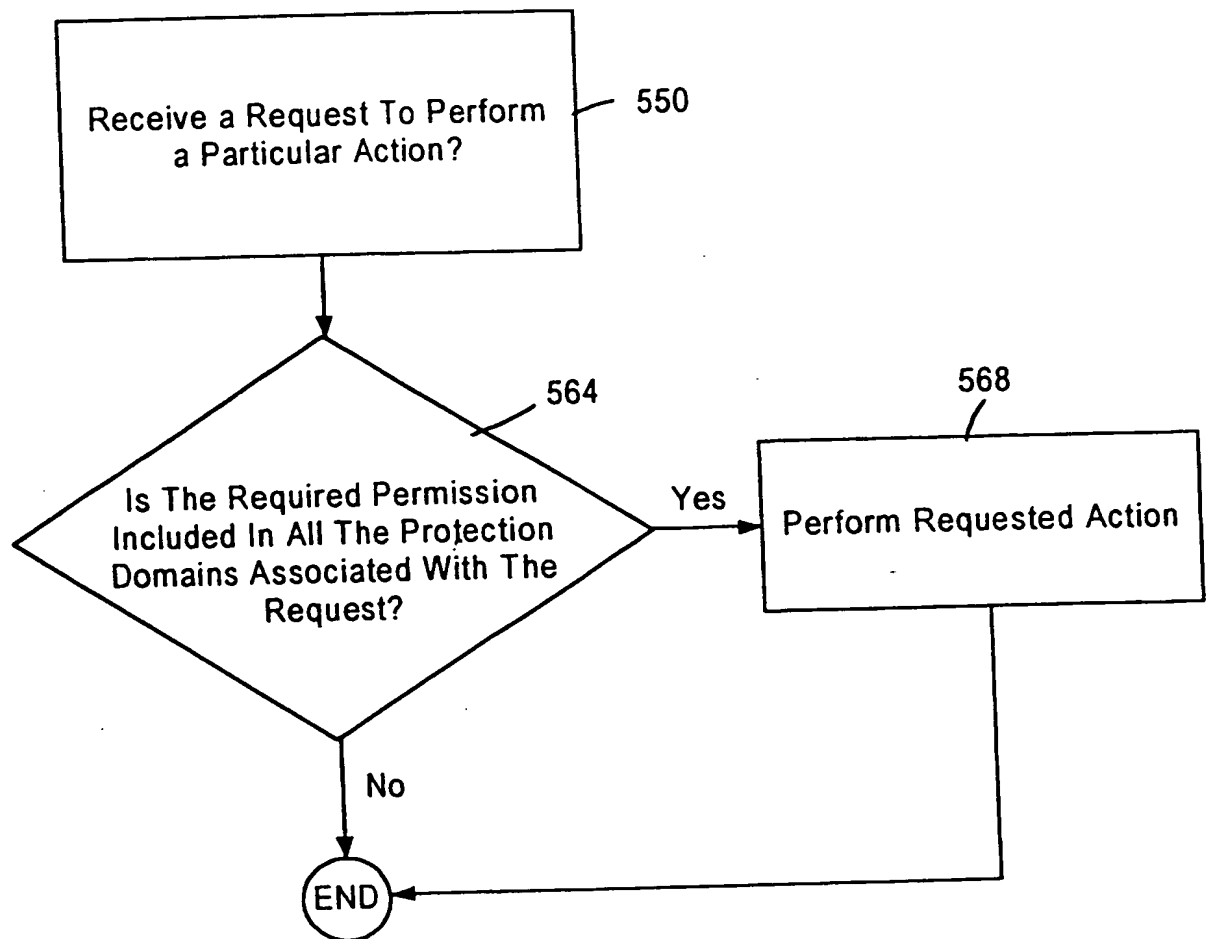 Receive a Request To Perform
a Particular Action?
550
564
Is The Required Permission
Included In All The Protection
Domains Associated With The
Request?
Yes
568
Perform Requested Action
No
END